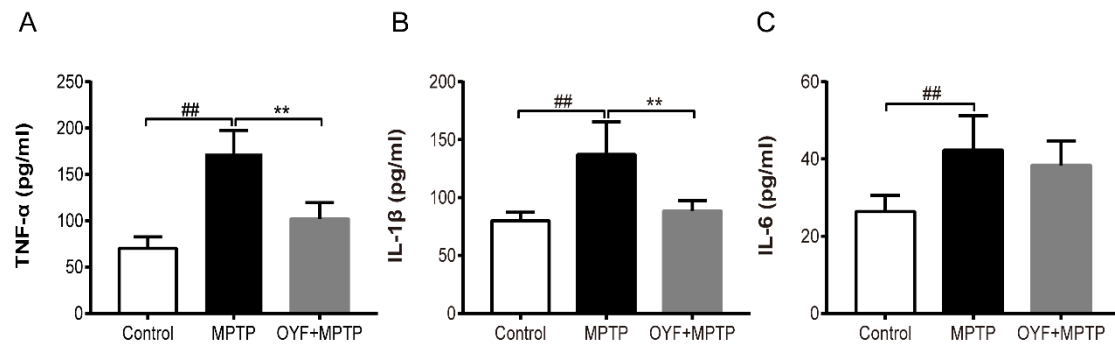 A
TNF-α (pg/ml)
250
200
150
100
50
0
##
**
Control
MPTP
OYF+MPTP
B
IL-1β (pg/ml)
200
150
100
50
0
##
**
Control
MPTP
OYF+MPTP
C
IL-6 (pg/ml)
60
40
20
0
##
Control
MPTP
OYF+MPTP